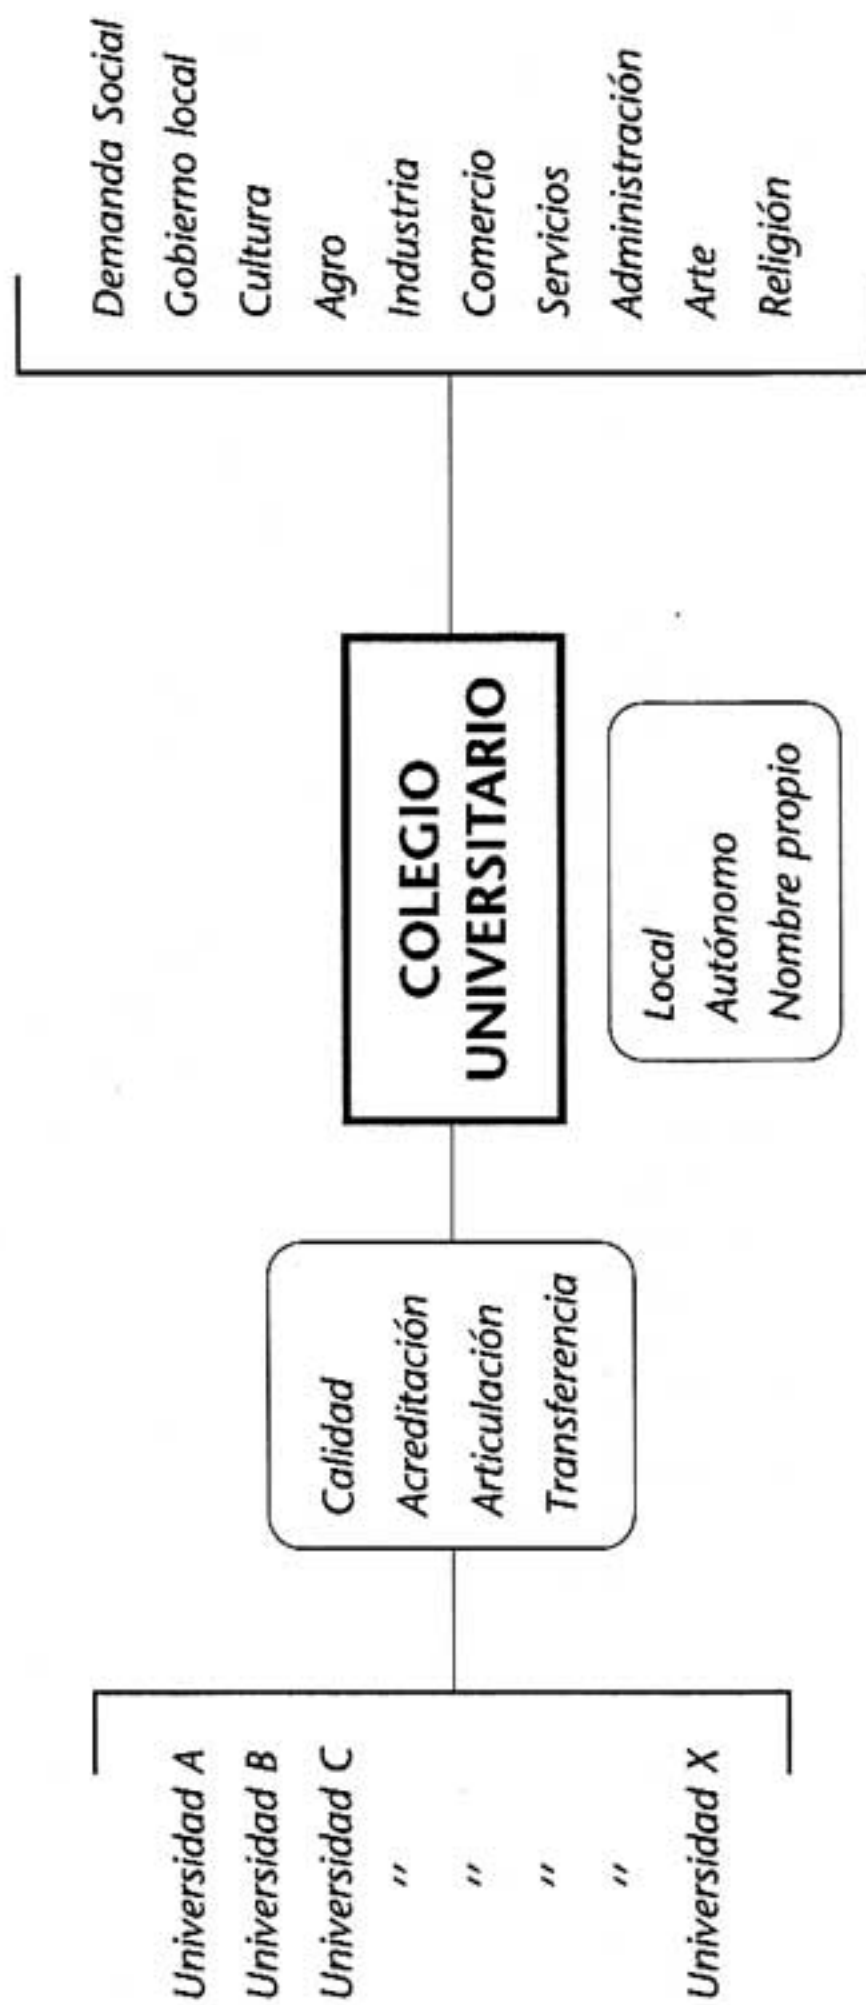 Universidad A
Universidad B
Universidad C
"
"
"
"
Universidad X
Calidad
Acreditación
Articulación
Transferencia
COLEGIO
UNIVERSITARIO
Local
Autónomo
Nombre propio
Demanda Social
Gobierno local
Cultura
Agro
Industria
Comercio
Servicios
Administración
Arte
Religión